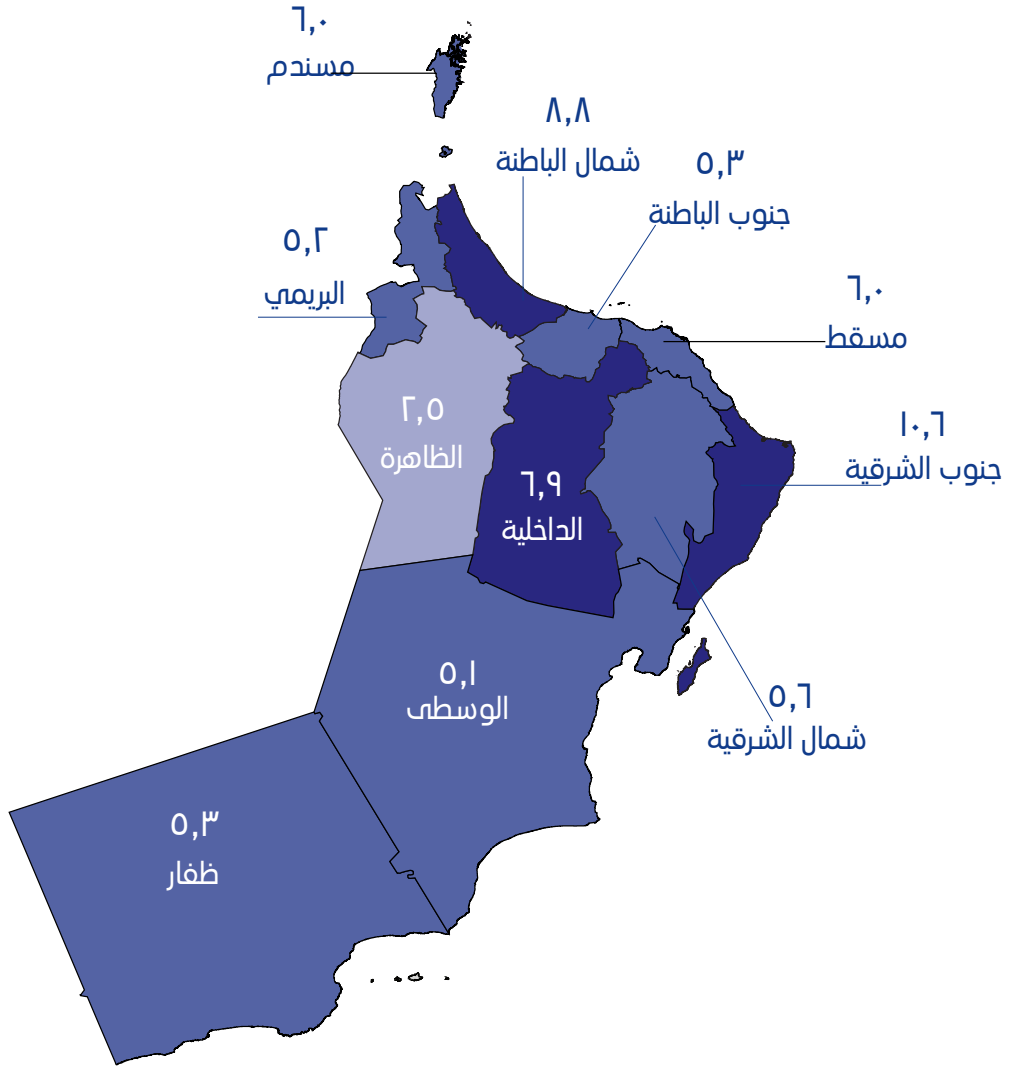 ٦,٠
مسندم
٨,٨
شمال الباطنة
٥,٣
جنوب الباطنة
٥,٢
البريمي
٦,٠
مسقط
٢,٥
الظاهرة
١٠,٦
جنوب الشرقية
٦,٩
الداخلية
٥,١
الوسطى
٥,٦
شمال الشرقية
٥,٣
ظفار